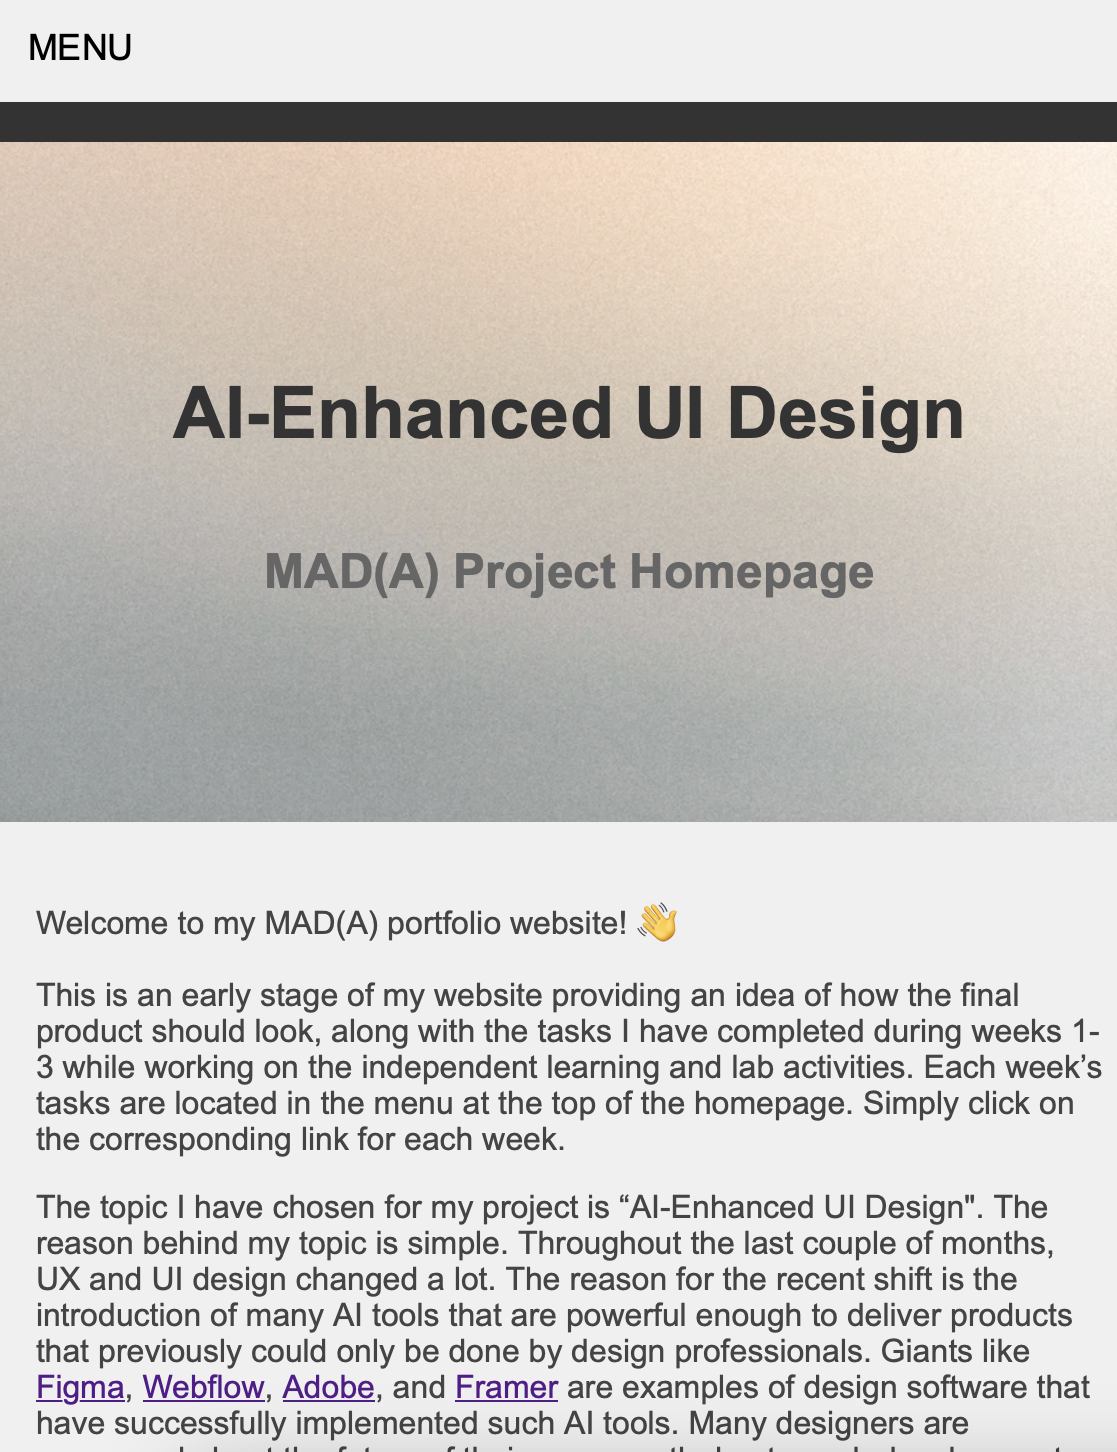 MENU
AI-Enhanced UI Design
MAD(A) Project Homepage
Welcome to my MAD(A) portfolio website! 👋
This is an early stage of my website providing an idea of how the final
product should look, along with the tasks I have completed during weeks 1-
3 while working on the independent learning and lab activities. Each week’s
tasks are located in the menu at the top of the homepage. Simply click on
the corresponding link for each week.
The topic I have chosen for my project is “AI-Enhanced UI Design". The
reason behind my topic is simple. Throughout the last couple of months,
UX and UI design changed a lot. The reason for the recent shift is the
introduction of many AI tools that are powerful enough to deliver products
that previously could only be done by design professionals. Giants like
Figma, Webflow, Adobe, and Framer are examples of design software that
have successfully implemented such AI tools. Many designers are